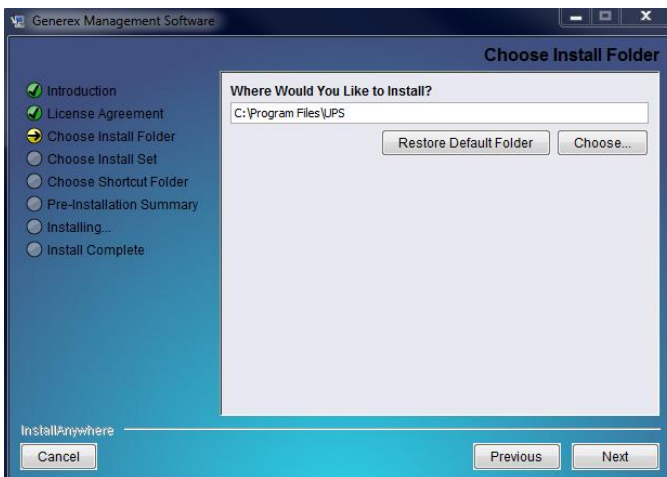 Generex Management Software
Choose Install Folder
Introduction
License Agreement
Choose Install Folder
Choose Install Set
Choose Shortcut Folder
Pre-Installation Summary
Installing...
Install Complete
Where Would You Like to Install?
C:\Program Files\UPS
Restore Default Folder
Choose...
InstallAnywhere
Cancel
Previous
Next